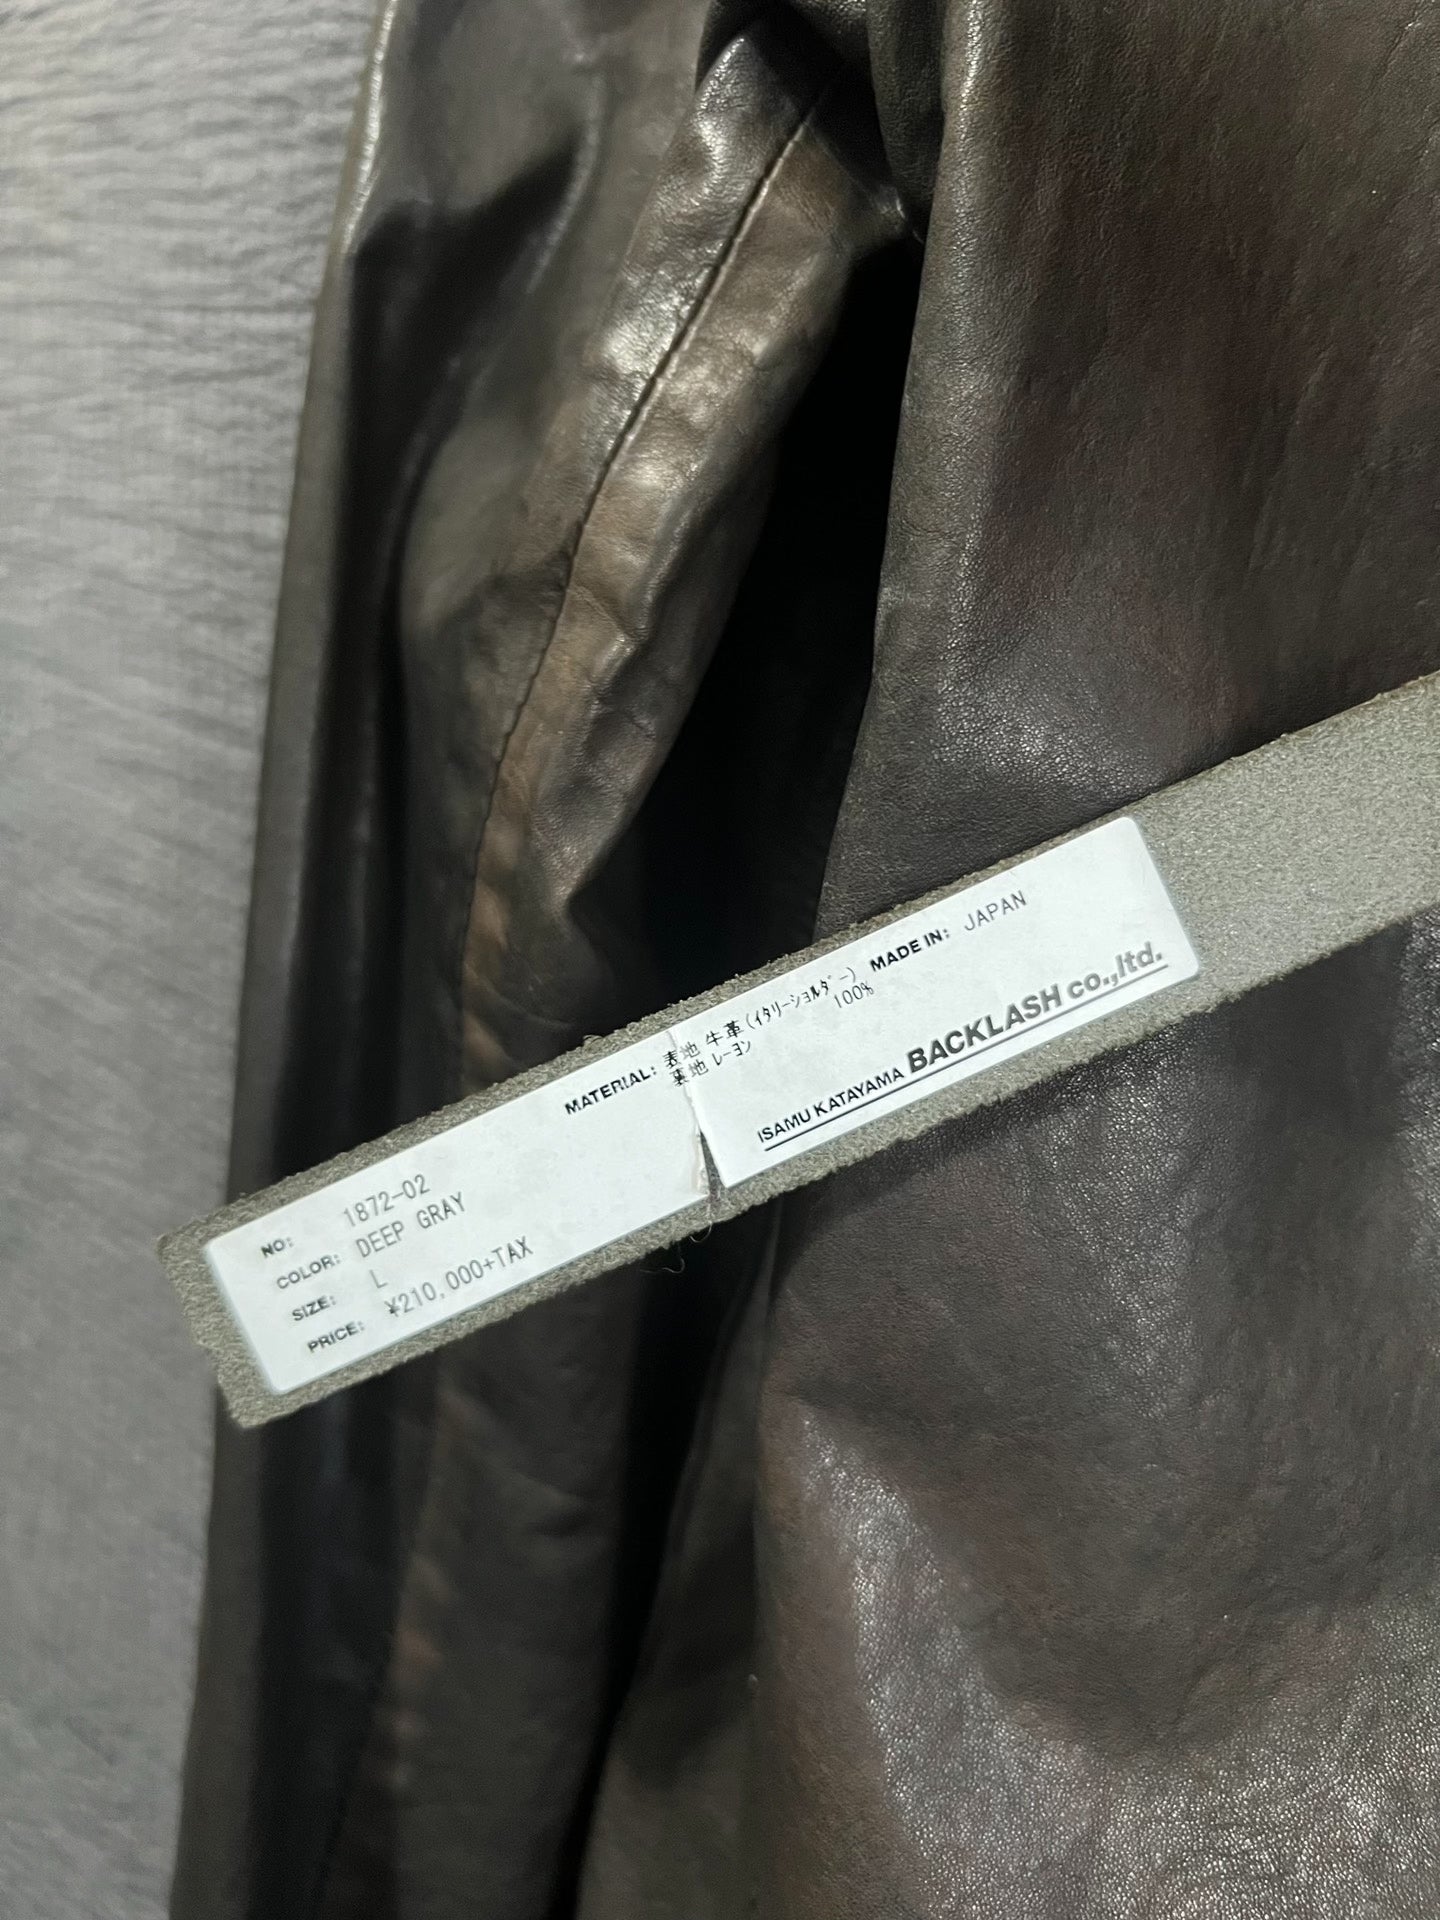 NO: 1872-02
COLOR: DEEP GRAY
SIZE: L
PRICE: ¥210,000+TAX
MATERIAL: 表地 牛革(ｲﾀﾘｰｼｮﾙﾀﾞｰ)
裏地 ﾚｰﾖﾝ 100%
MADE IN: JAPAN
ISAMU KATAYAMA BACKLASH co.,ltd.